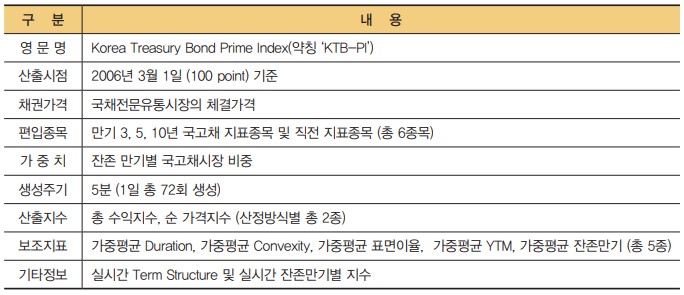 구 분 내 용
영 문 명 Korea Treasury Bond Prime Index(약칭 'KTB-PI')
산출시점 2006년 3월 1일 (100 point) 기준
채권가격 국채전문유통시장의 체결가격
편입종목 만기 3, 5, 10년 국고채 지표종목 및 직전 지표종목 (총 6종목)
가 중 치 잔존 만기별 국고채시장 비중
생성주기 5분 (1일 총 72회 생성)
산출지수 총 수익지수, 순 가격지수 (산정방식별 총 2종)
보조지표 가중평균 Duration, 가중평균 Convexity, 가중평균 표면이율, 가중평균 YTM, 가중평균 잔존만기 (총 5종)
기타정보 실시간 Term Structure 및 실시간 잔존만기별 지수